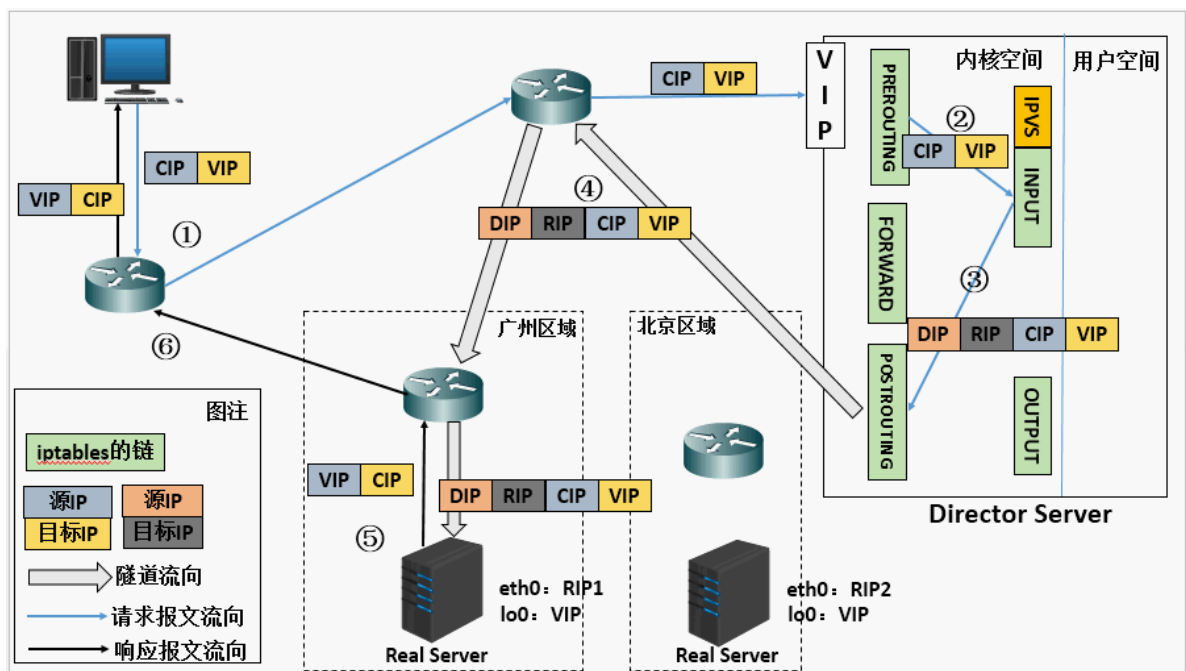 CIP VIP
VIP CIP
①
CIP VIP
VIP
PREROUTING
内核空间
用户空间
IPVS
②
CIP VIP
INPUT
④
DIP RIP CIP VIP
FORWARD
③
DIP RIP CIP VIP
POSTROUTING
OUTPUT
Director Server
⑥
广州区域
北京区域
VIP CIP
DIP RIP CIP VIP
⑤
eth0：RIP1
lo0：VIP
Real Server
eth0：RIP2
lo0：VIP
Real Server
图注
iptables的链
源IP 源IP
目标IP 目标IP
隧道流向
请求报文流向
响应报文流向